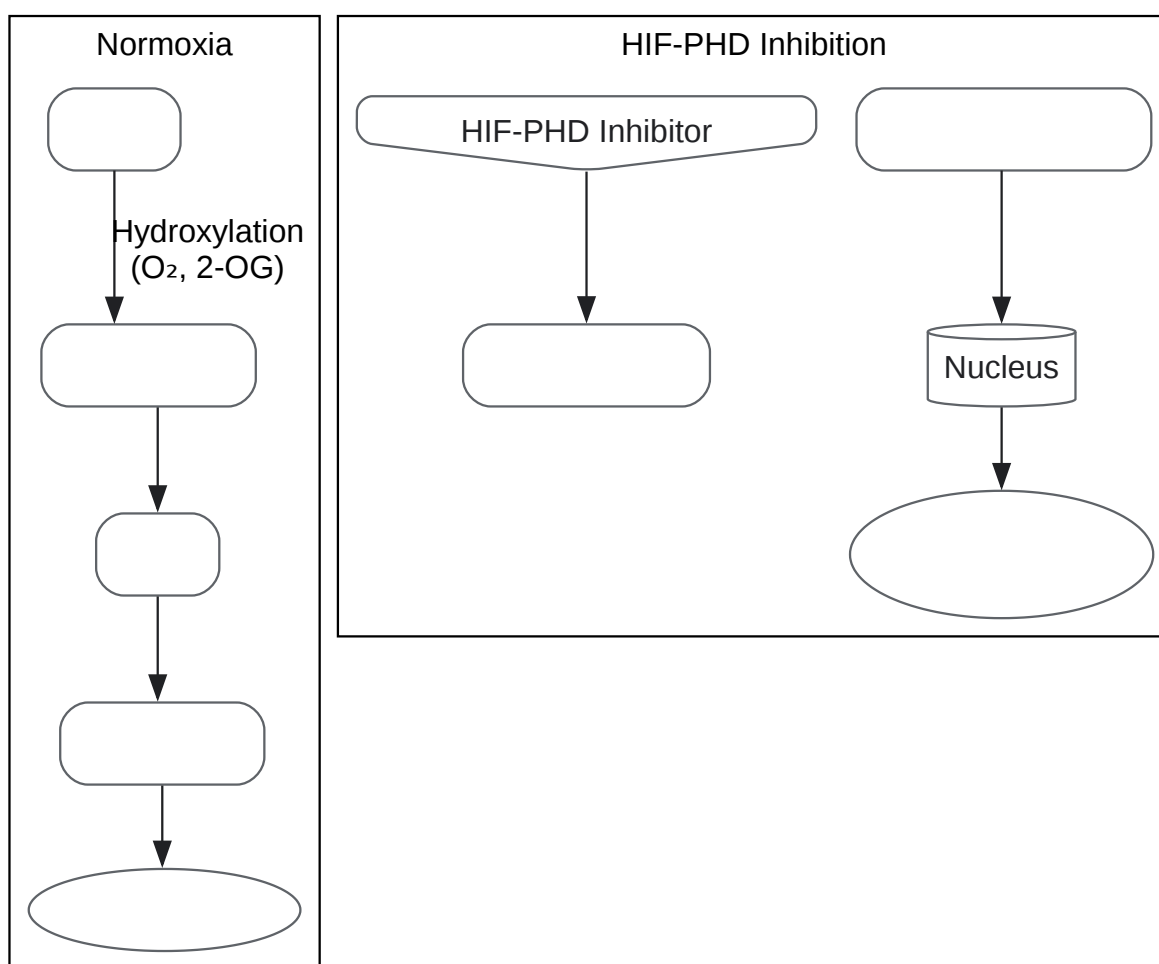 Normoxia
Hydroxylation
(O₂, 2-OG)
HIF-PHD Inhibition
HIF-PHD Inhibitor
Nucleus